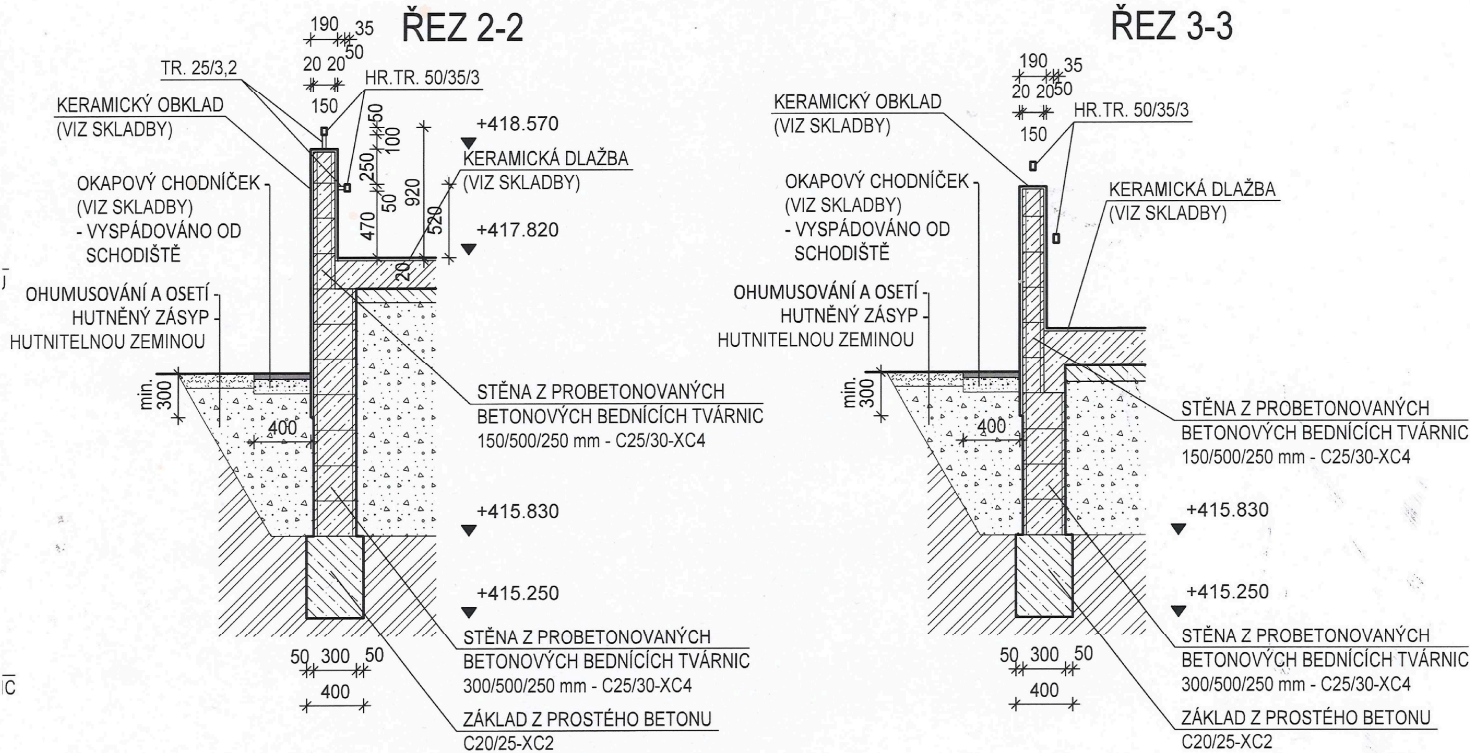 ŘEZ 2-2
190
35
50
20
20
150
TR. 25/3,2
HR.TR. 50/35/3
KERAMICKÝ OBKLAD
(VIZ SKLADBY)
50
100
250
50
470
920
520
20
+418.570
KERAMICKÁ DLAŽBA
(VIZ SKLADBY)
+417.820
OKAPOVÝ CHODNÍČEK
(VIZ SKLADBY)
- VYSPÁDOVÁNO OD
SCHODIŠTĚ
OHUMUSOVÁNÍ A OSETÍ
HUTNĚNÝ ZÁSYP
HUTNITELNOU ZEMINOU
min.
300
400
STĚNA Z PROBETONOVANÝCH
BETONOVÝCH BEDNÍCÍCH TVÁRNIC
150/500/250 mm - C25/30-XC4
+415.830
+415.250
STĚNA Z PROBETONOVANÝCH
BETONOVÝCH BEDNÍCÍCH TVÁRNIC
300/500/250 mm - C25/30-XC4
50 300 50
400
ZÁKLAD Z PROSTÉHO BETONU
C20/25-XC2
ŘEZ 3-3
190
35
50
20
20
150
KERAMICKÝ OBKLAD
(VIZ SKLADBY)
HR.TR. 50/35/3
OKAPOVÝ CHODNÍČEK
(VIZ SKLADBY)
- VYSPÁDOVÁNO OD
SCHODIŠTĚ
KERAMICKÁ DLAŽBA
(VIZ SKLADBY)
OHUMUSOVÁNÍ A OSETÍ
HUTNĚNÝ ZÁSYP
HUTNITELNOU ZEMINOU
min.
300
400
STĚNA Z PROBETONOVANÝCH
BETONOVÝCH BEDNÍCÍCH TVÁRNIC
150/500/250 mm - C25/30-XC4
+415.830
+415.250
STĚNA Z PROBETONOVANÝCH
BETONOVÝCH BEDNÍCÍCH TVÁRNIC
300/500/250 mm - C25/30-XC4
50 300 50
400
ZÁKLAD Z PROSTÉHO BETONU
C20/25-XC2